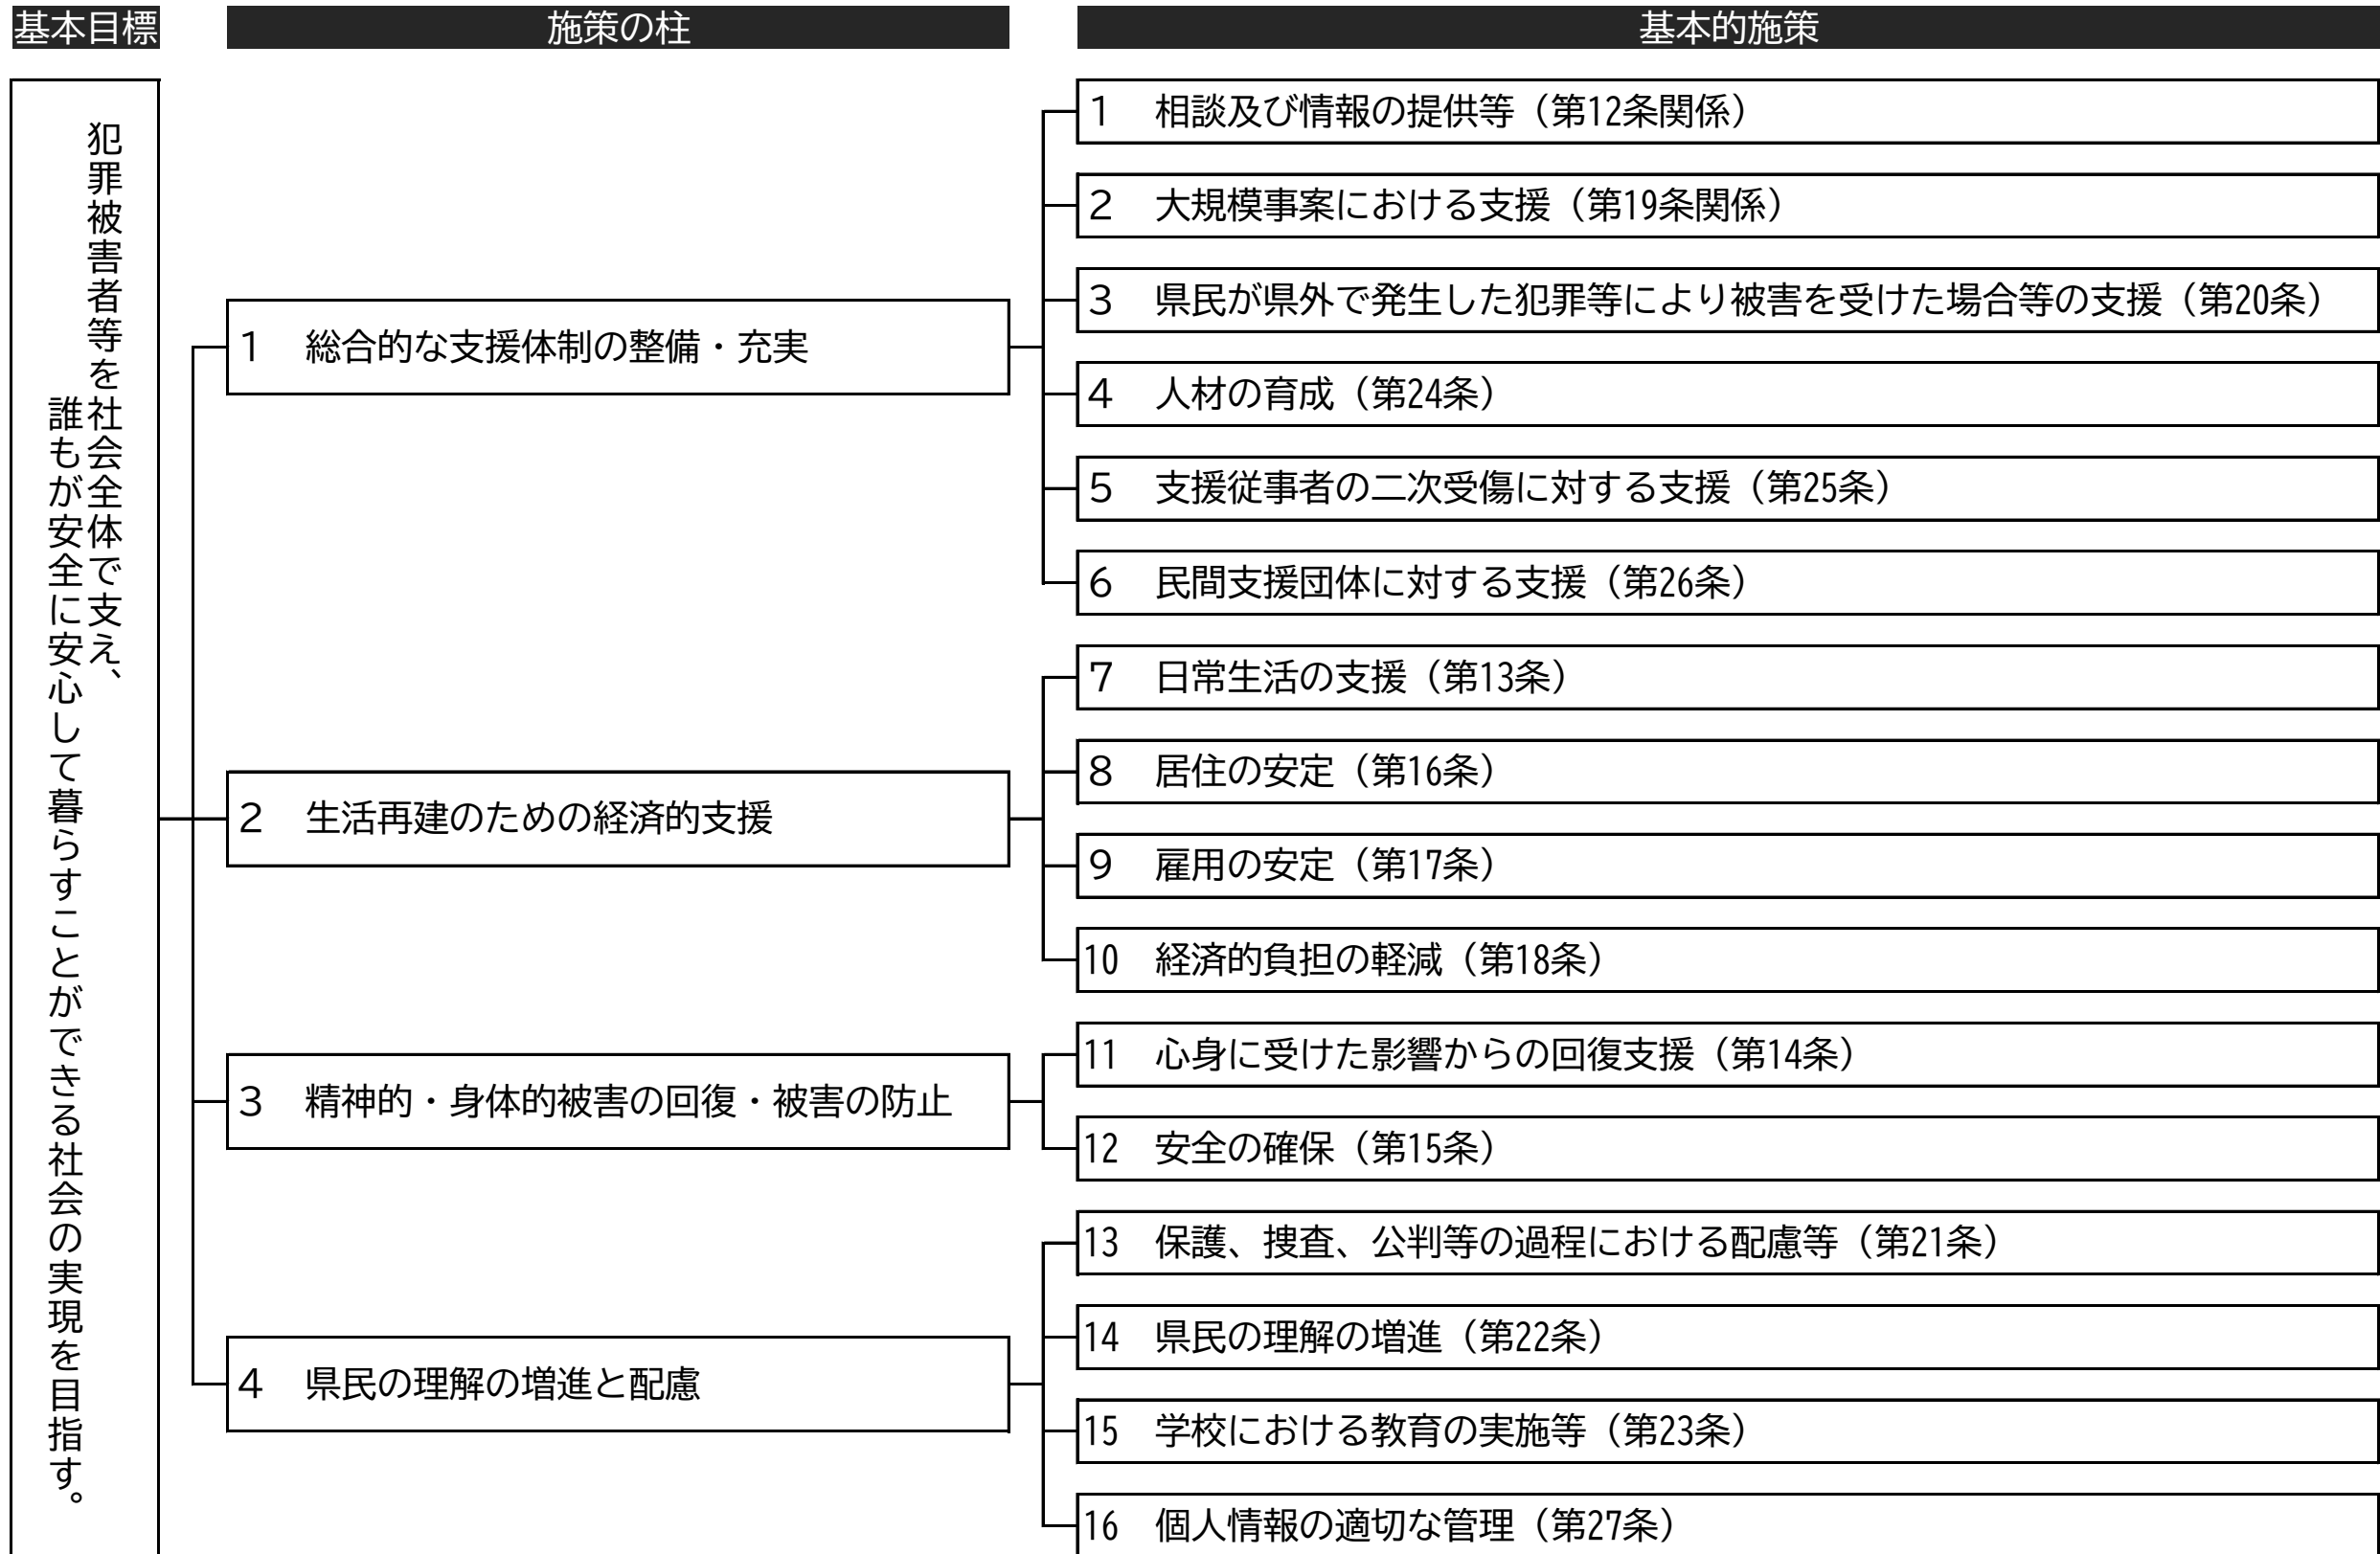 基本目標
施策の柱
基本的施策
犯罪被害者等を社会全体で支え、
誰もが安全に安心して暮らすことができる社会の実現を目指す。
1 総合的な支援体制の整備・充実
1 相談及び情報の提供等（第12条関係）
2 大規模事案における支援（第19条関係）
3 県民が県外で発生した犯罪等により被害を受けた場合等の支援（第20条）
4 人材の育成（第24条）
5 支援従事者の二次受傷に対する支援（第25条）
6 民間支援団体に対する支援（第26条）
2 生活再建のための経済的支援
7 日常生活の支援（第13条）
8 居住の安定（第16条）
9 雇用の安定（第17条）
10 経済的負担の軽減（第18条）
3 精神的・身体的被害の回復・被害の防止
11 心身に受けた影響からの回復支援（第14条）
12 安全の確保（第15条）
4 県民の理解の増進と配慮
13 保護、捜査、公判等の過程における配慮等（第21条）
14 県民の理解の増進（第22条）
15 学校における教育の実施等（第23条）
16 個人情報の適切な管理（第27条）